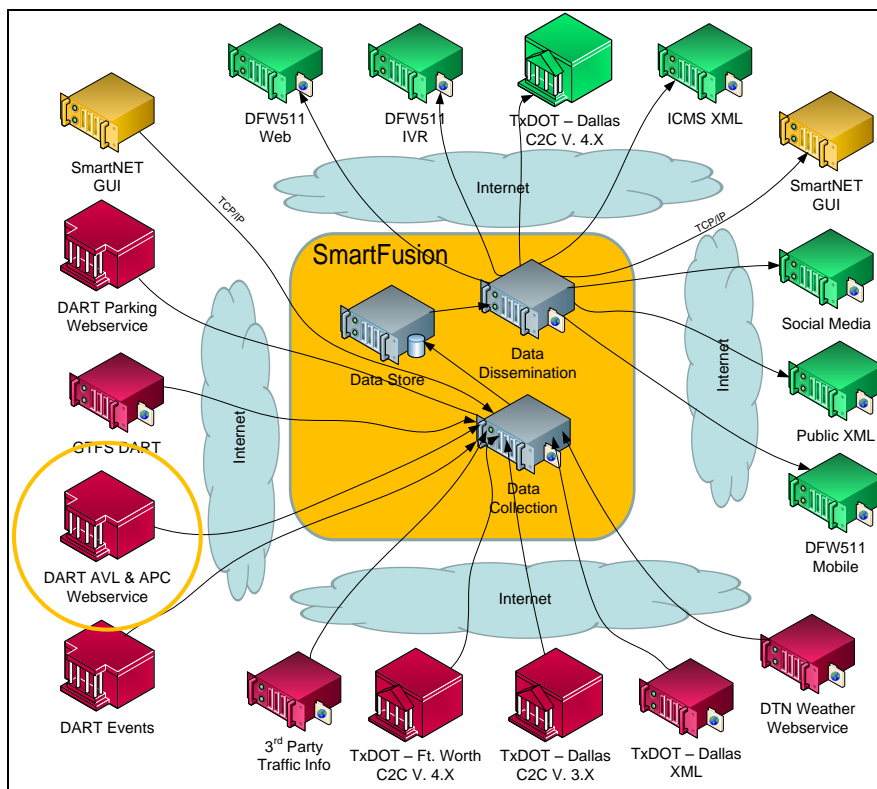 DFW511
Web
DFW511
IVR
TxDOT – Dallas
C2C V. 4.X
ICMS XML
SmartNET
GUI
Internet
SmartNET
GUI
TCP/IP
TCP/IP
SmartFusion
DART Parking
Webservice
Data Store
Data
Dissemination
Social Media
Internet
Internet
GTFS DART
Public XML
Data
Collection
DFW511
Mobile
DART AVL & APC
Webservice
Internet
DART Events
3rd Party
Traffic Info
TxDOT – Ft. Worth
C2C V. 4.X
TxDOT – Dallas
C2C V. 3.X
TxDOT – Dallas
XML
DTN Weather
Webservice